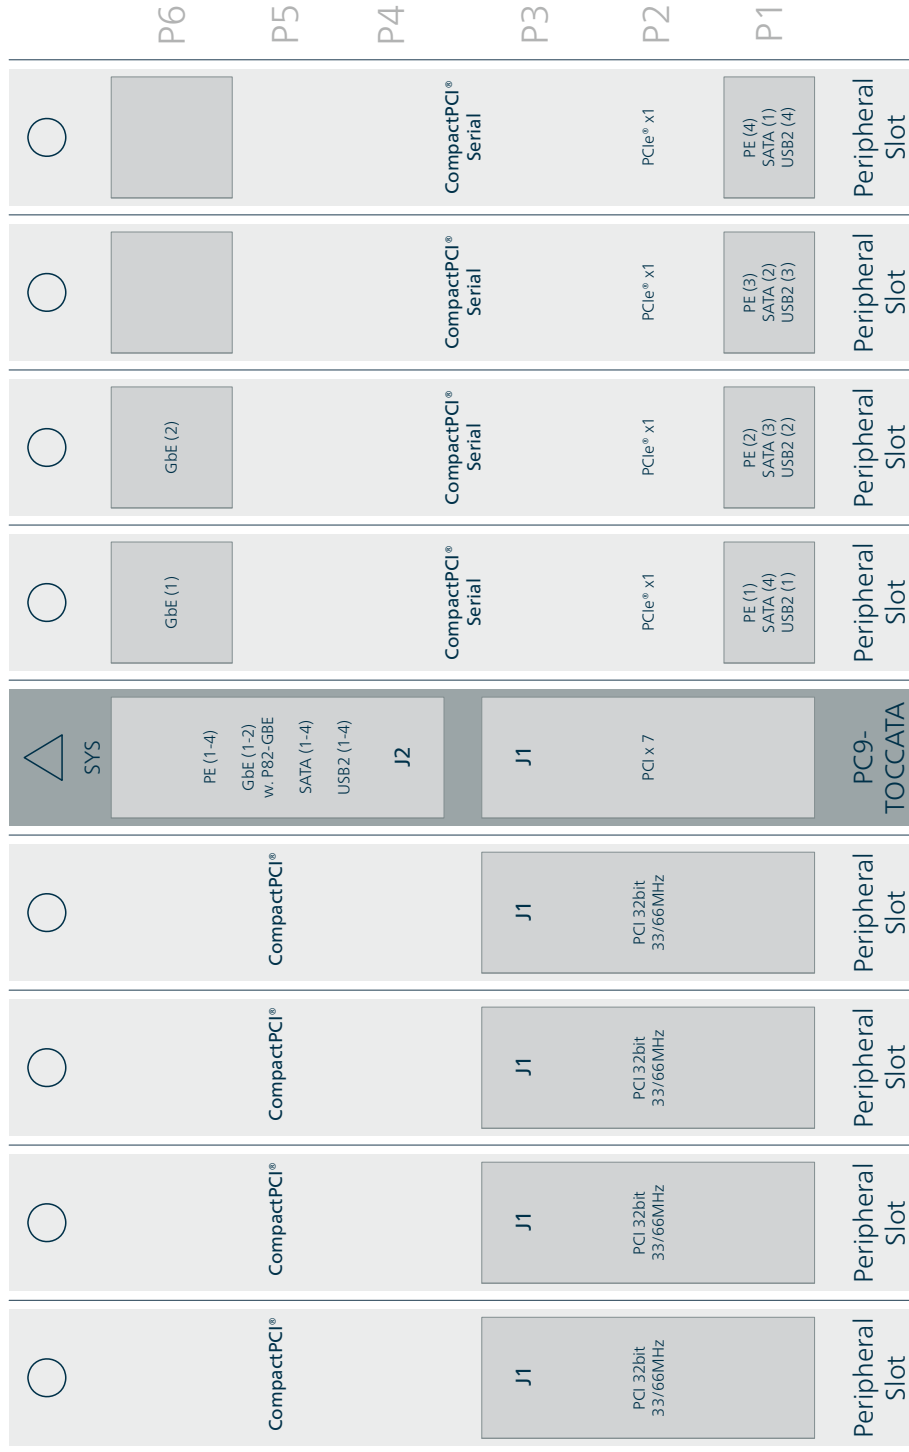 CompactPCI®
J1
PCI 32bit
33/66MHz
Peripheral
Slot
CompactPCI®
J1
PCI 32bit
33/66MHz
Peripheral
Slot
CompactPCI®
J1
PCI 32bit
33/66MHz
Peripheral
Slot
CompactPCI®
J1
PCI 32bit
33/66MHz
Peripheral
Slot
SYS
PE (1-4)
GbE (1-2)
w. P82-GBE
SATA (1-4)
USB2 (1-4)
J2
J1
PCI x 7
PC9-
TOCCATA
GbE (1)
CompactPCI®
Serial
PCIe® x1
PE (1)
SATA (4)
USB2 (1)
Peripheral
Slot
GbE (2)
CompactPCI®
Serial
PCIe® x1
PE (2)
SATA (3)
USB2 (2)
Peripheral
Slot
CompactPCI®
Serial
PCIe® x1
PE (3)
SATA (2)
USB2 (3)
Peripheral
Slot
CompactPCI®
Serial
PCIe® x1
PE (4)
SATA (1)
USB2 (4)
Peripheral
Slot
P6
P5
P4
P3
P2
P1